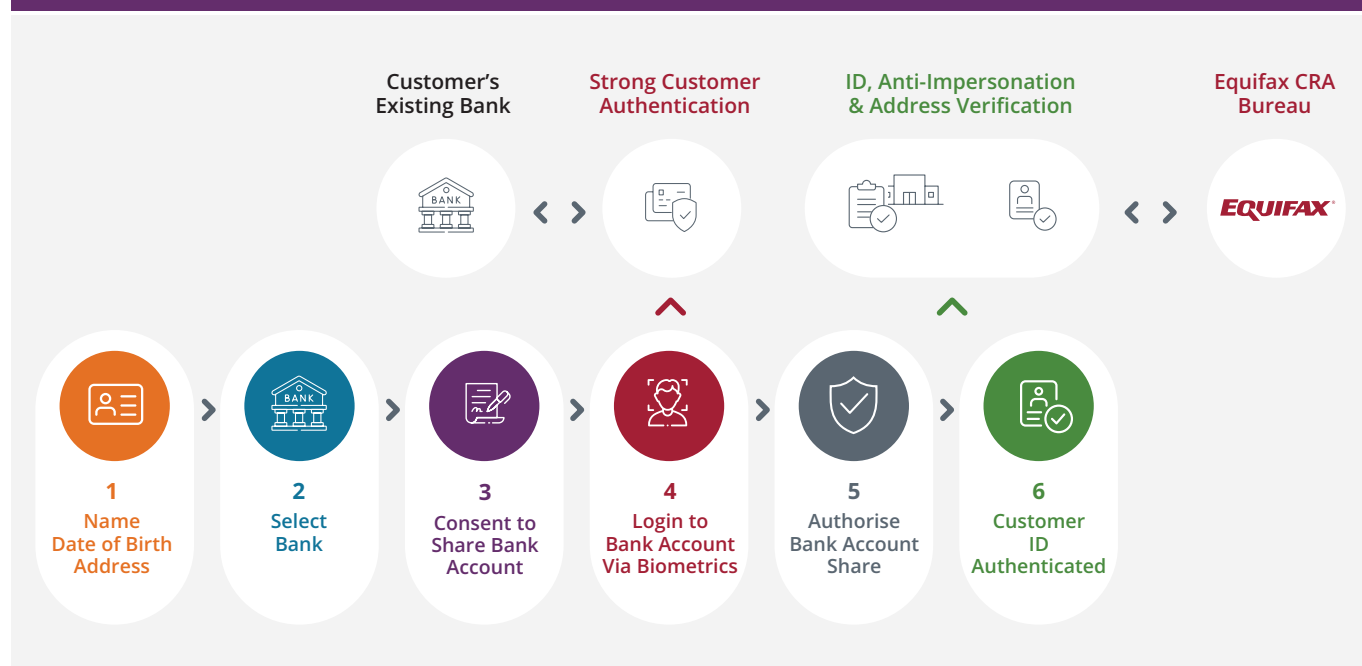 Customer's
Existing Bank
Strong Customer
Authentication
ID, Anti-Impersonation
& Address Verification
Equifax CRA
Bureau
BANK
EQUIFAX
BANK
1
Name
Date of Birth
Address
2
Select
Bank
3
Consent to
Share Bank
Account
4
Login to
Bank Account
Via Biometrics
5
Authorise
Bank Account
Share
6
Customer
ID
Authenticated